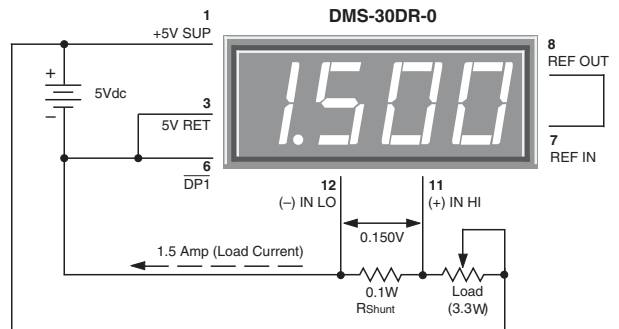 DMS-30DR-0
1
+5V SUP
8
REF OUT
+
5Vdc
–
3
5V RET
1.500
7
REF IN
6
DP1
12
(–) IN LO
11
(+) IN HI
0.150V
1.5 Amp (Load Current)
0.1W
RShunt
Load
(3.3W)